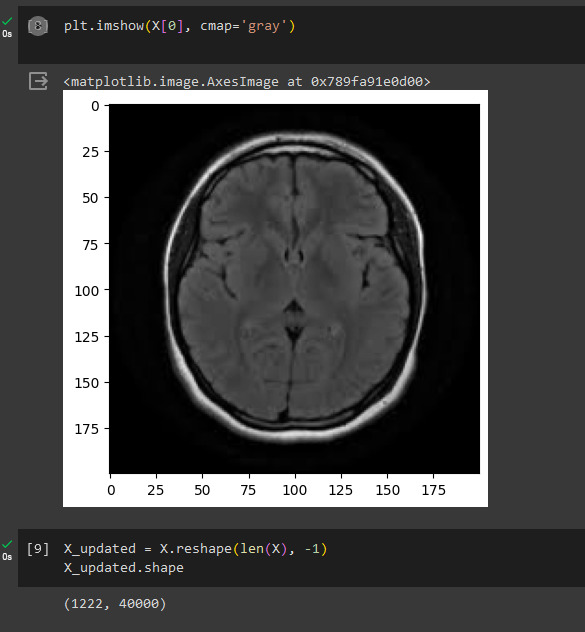 [8] plt.imshow(X[0], cmap='gray')
0s
<matplotlib.image.AxesImage at 0x789fa91e0d00>
0
25
50
75
100
125
150
175
0 25 50 75 100 125 150 175
[9] X_updated = X.reshape(len(X), -1)
0s X_updated.shape
(1222, 40000)